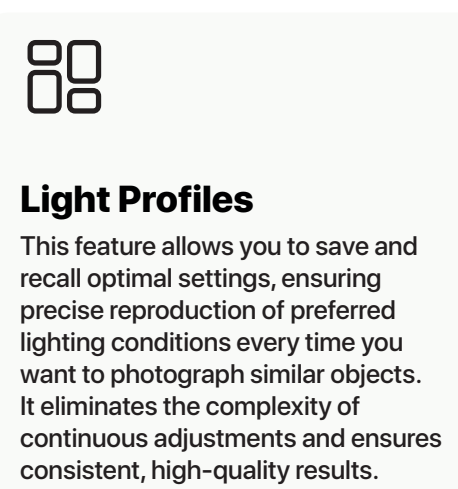 Light Profiles
This feature allows you to save and
recall optimal settings, ensuring
precise reproduction of preferred
lighting conditions every time you
want to photograph similar objects.
It eliminates the complexity of
continuous adjustments and ensures
consistent, high-quality results.